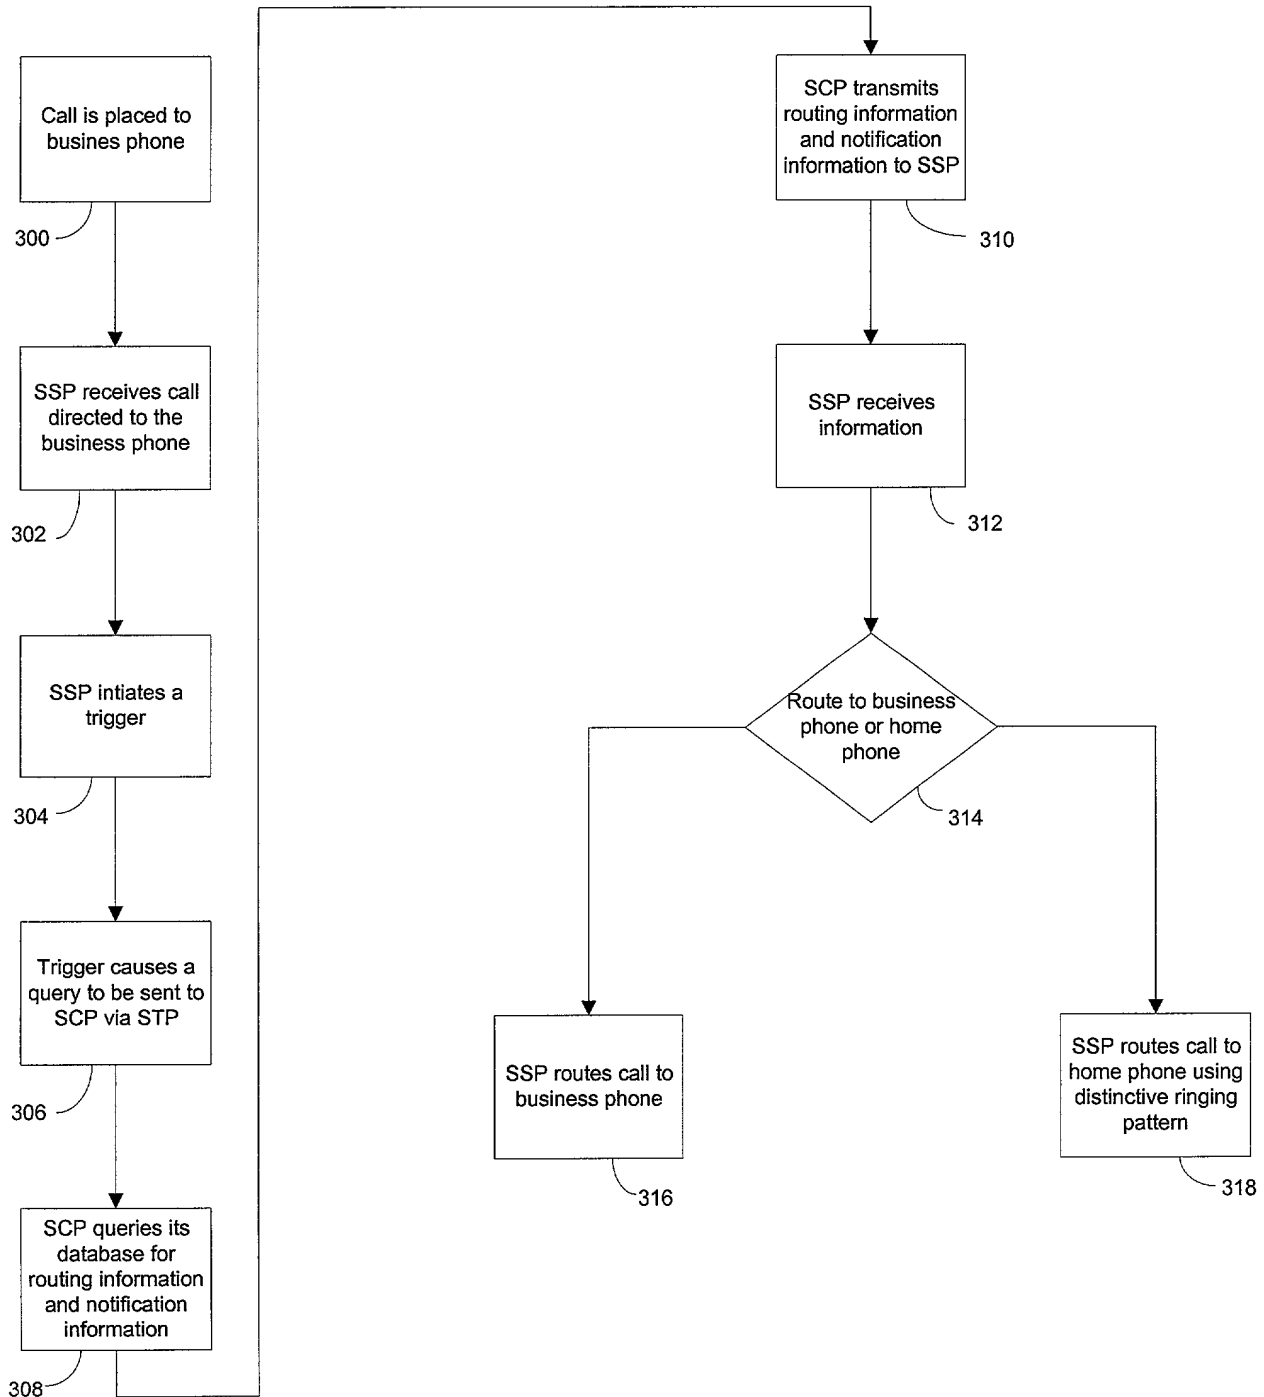 Call is placed to
busines phone
300
SSP receives call
directed to the
business phone
302
SSP intiates a
trigger
304
Trigger causes a
query to be sent to
SCP via STP
306
SCP queries its
database for
routing information
and notification
information
308
SCP transmits
routing information
and notification
information to SSP
310
SSP receives
information
312
Route to business
phone or home
phone
314
SSP routes call to
business phone
316
SSP routes call to
home phone using
distinctive ringing
pattern
318